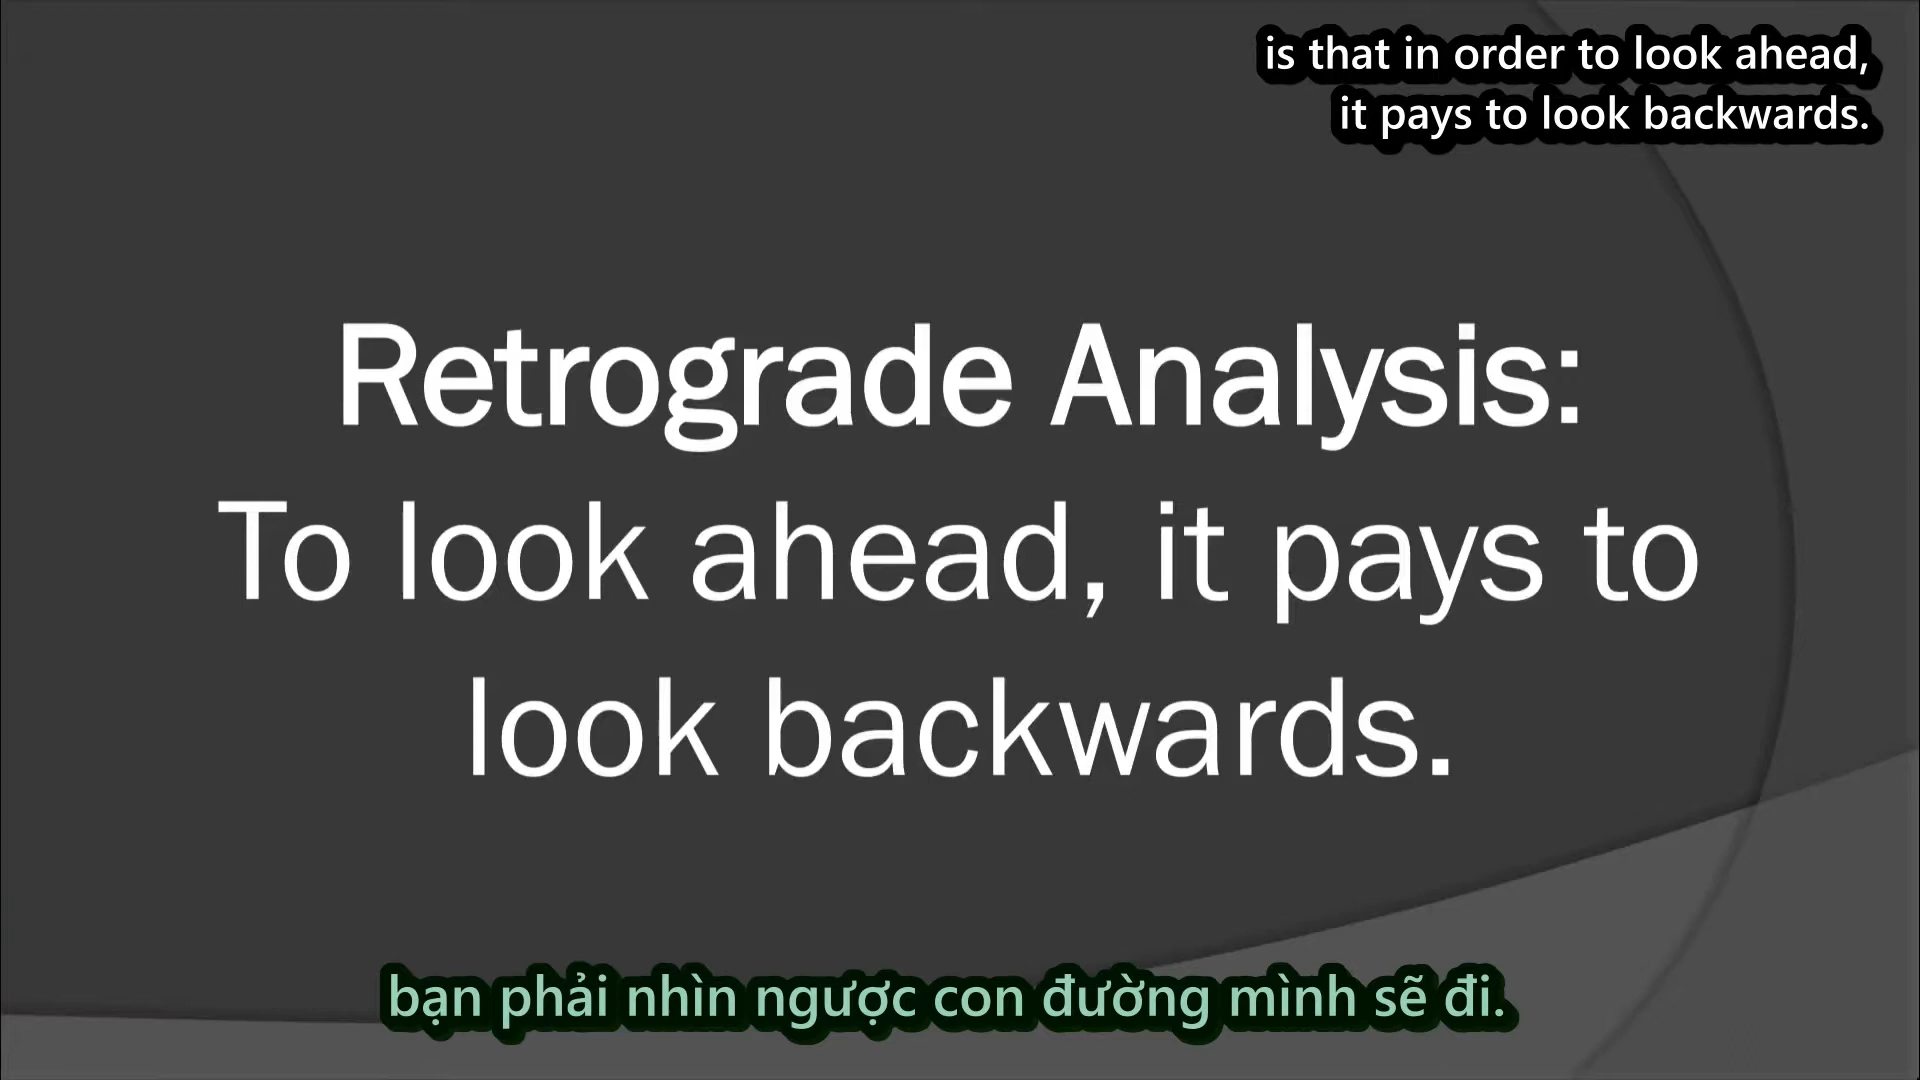 is that in order to look ahead,
it pays to look backwards.
Retrograde Analysis:
To look ahead, it pays to
look backwards.
bạn phải nhìn ngược con đường mình sẽ đi.